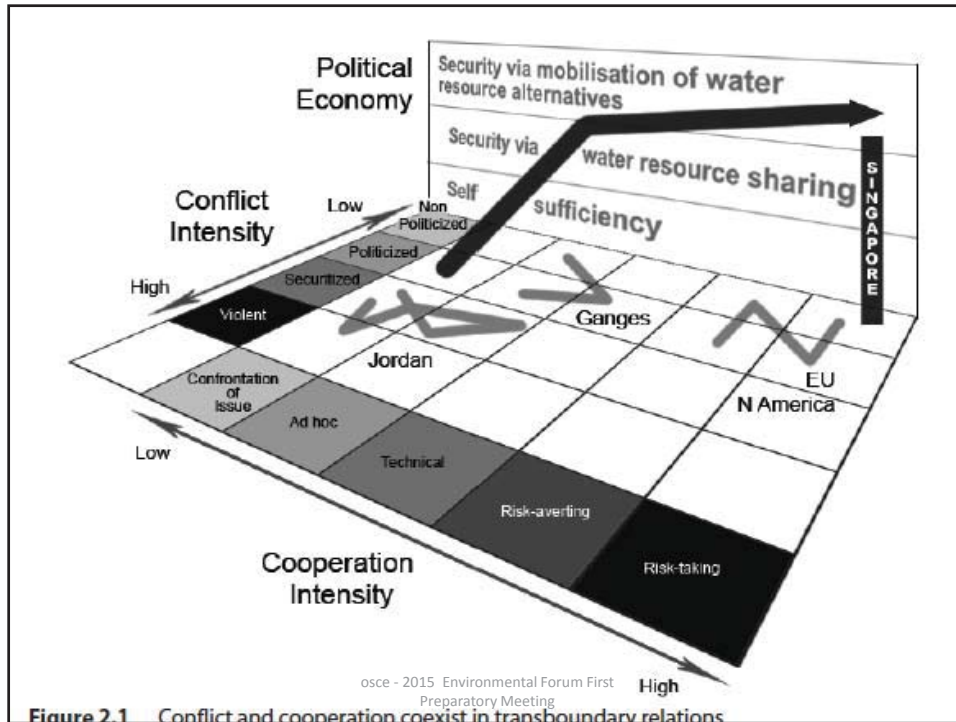 Political
Economy
Security via mobilisation of water
resource alternatives
Security via water resource sharing
Self sufficiency
SINGAPORE
Conflict
Intensity
Low
High
Non
Politicized
Politicized
Securitized
Violent
Jordan
Ganges
EU
N America
Confrontation
of
Issue
Ad hoc
Technical
Risk-averting
Risk-taking
Low
Cooperation
Intensity
High
osce - 2015 Environmental Forum First
Preparatory Meeting
Figure 2.1 Conflict and cooperation coexist in transboundary relations